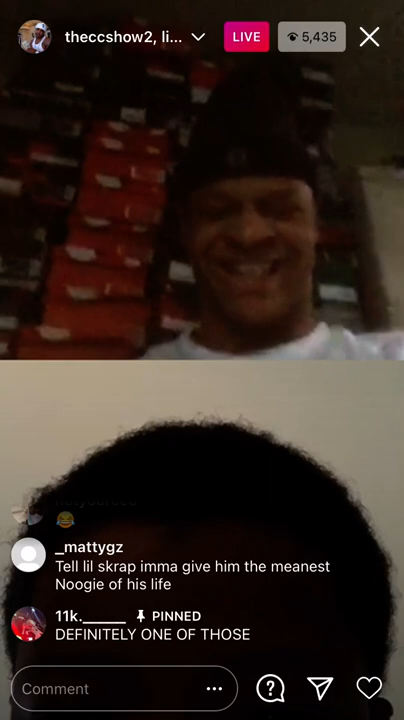 theccshow2, li...
LIVE
5,435
_mattygz
Tell lil skrap imma give him the meanest
Noogie of his life
11k.______ PINNED
DEFINITELY ONE OF THOSE
Comment